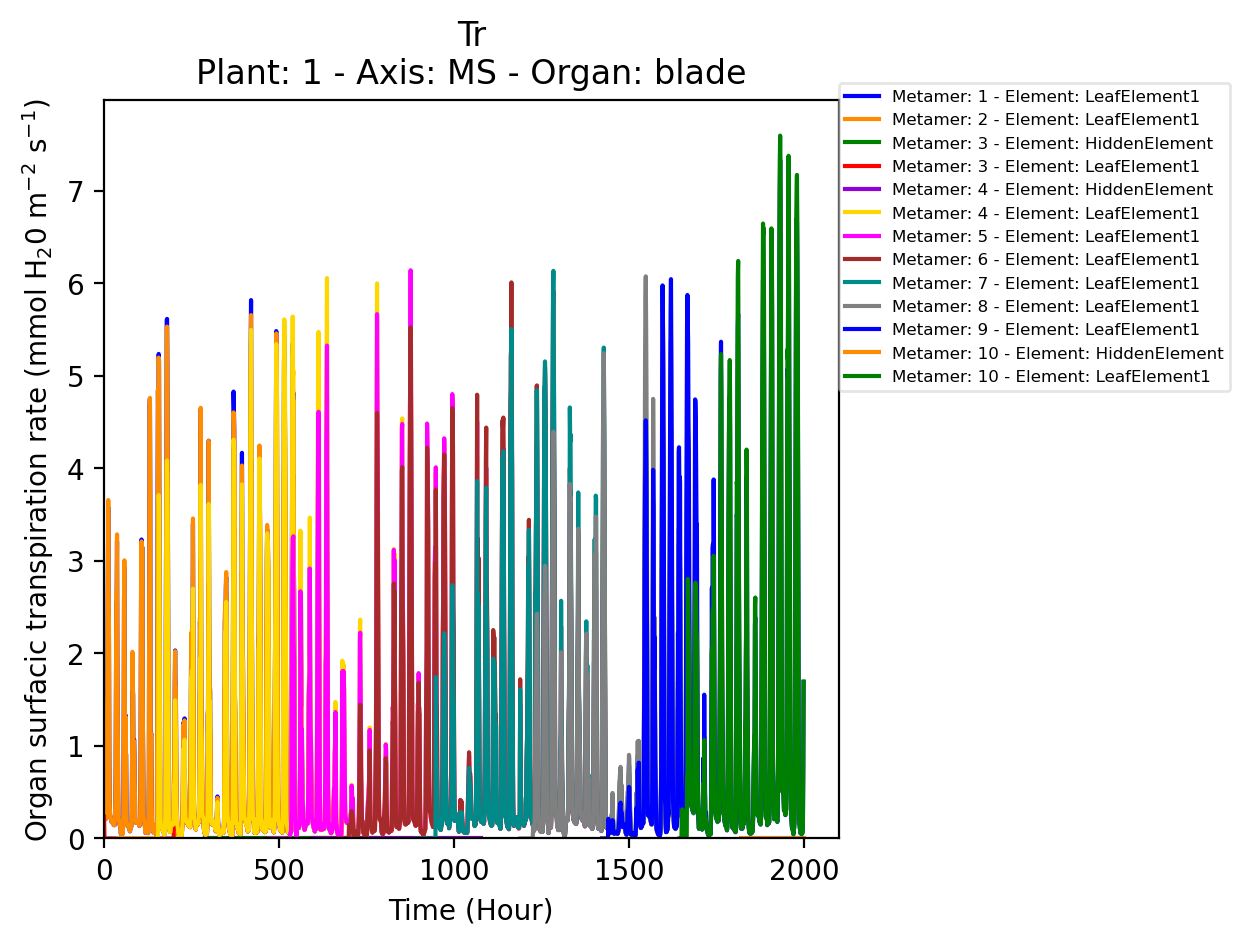 Tr
Plant: 1 - Axis: MS - Organ: blade
Organ surfacic transpiration rate (mmol H₂0 m⁻² s⁻¹)
7
6
5
4
3
2
1
0
0 500 1000 1500 2000
Time (Hour)
Metamer: 1 - Element: LeafElement1
Metamer: 2 - Element: LeafElement1
Metamer: 3 - Element: HiddenElement
Metamer: 3 - Element: LeafElement1
Metamer: 4 - Element: HiddenElement
Metamer: 4 - Element: LeafElement1
Metamer: 5 - Element: LeafElement1
Metamer: 6 - Element: LeafElement1
Metamer: 7 - Element: LeafElement1
Metamer: 8 - Element: LeafElement1
Metamer: 9 - Element: LeafElement1
Metamer: 10 - Element: HiddenElement
Metamer: 10 - Element: LeafElement1